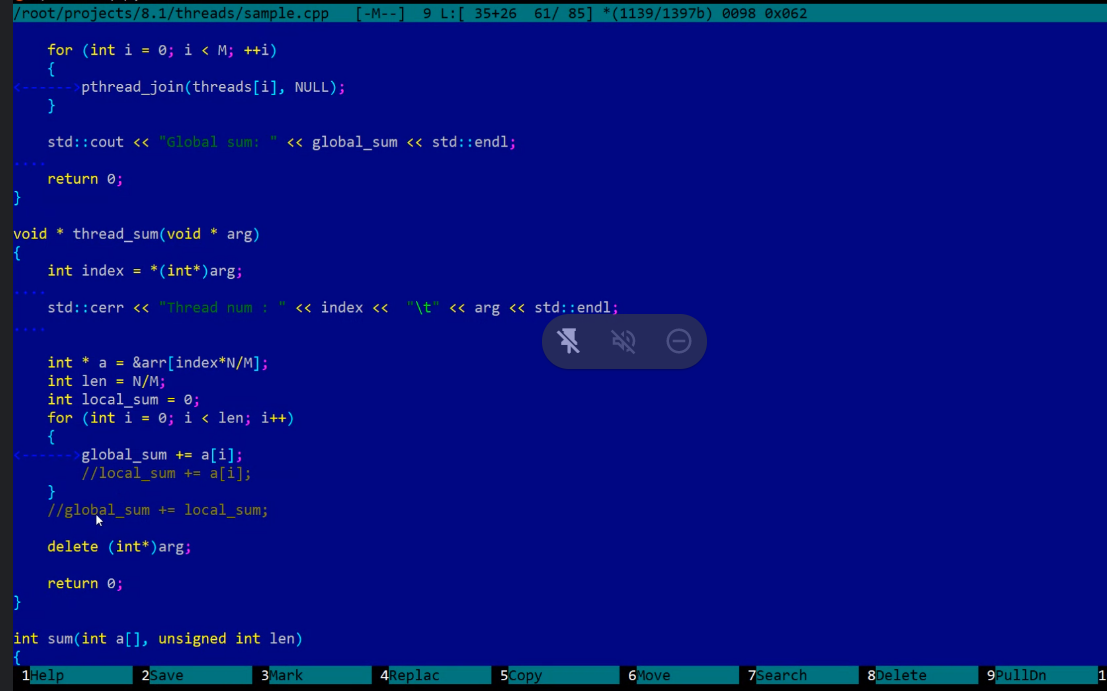 /root/projects/8.1/threads/sample.cpp   [-M--]  9 L:[ 35+26  61/ 85] *(1139/1397b) 0098 0x062
    for (int i = 0; i < M; ++i)
    {
<------>pthread_join(threads[i], NULL);
    }
    std::cout << "Global sum: " << global_sum << std::endl;
....
    return 0;
}
void * thread_sum(void * arg)
{
    int index = *(int*)arg;
....
    std::cerr << "Thread num : " << index <<  "\t" << arg << std::endl;
....
    int * a = &arr[index*N/M];
    int len = N/M;
    int local_sum = 0;
    for (int i = 0; i < len; i++)
    {
<------>global_sum += a[i];
        //local_sum += a[i];
    }
    //global_sum += local_sum;
    delete (int*)arg;
    return 0;
}
int sum(int a[], unsigned int len)
{
1Help 2Save 3Mark 4Replac 5Copy 6Move 7Search 8Delete 9PullDn 1